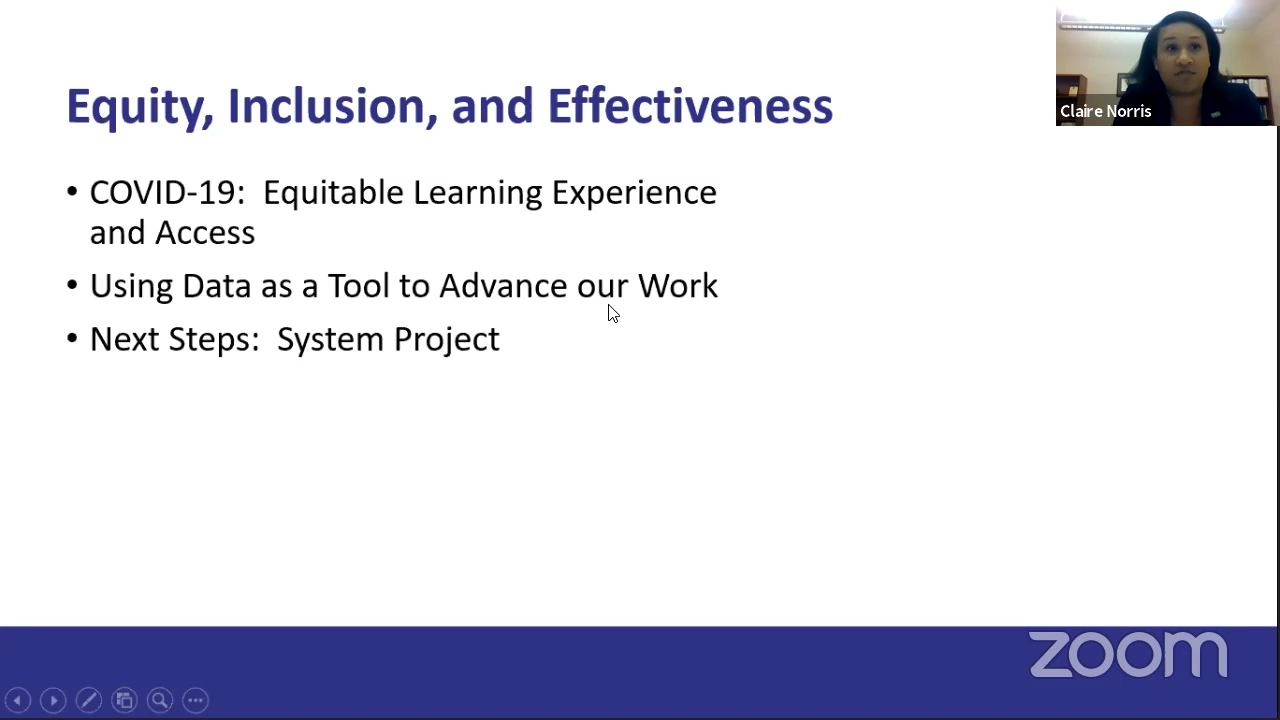 Equity, Inclusion, and Effectiveness
Claire Norris
• COVID-19: Equitable Learning Experience
and Access
• Using Data as a Tool to Advance our Work
• Next Steps: System Project
zoom